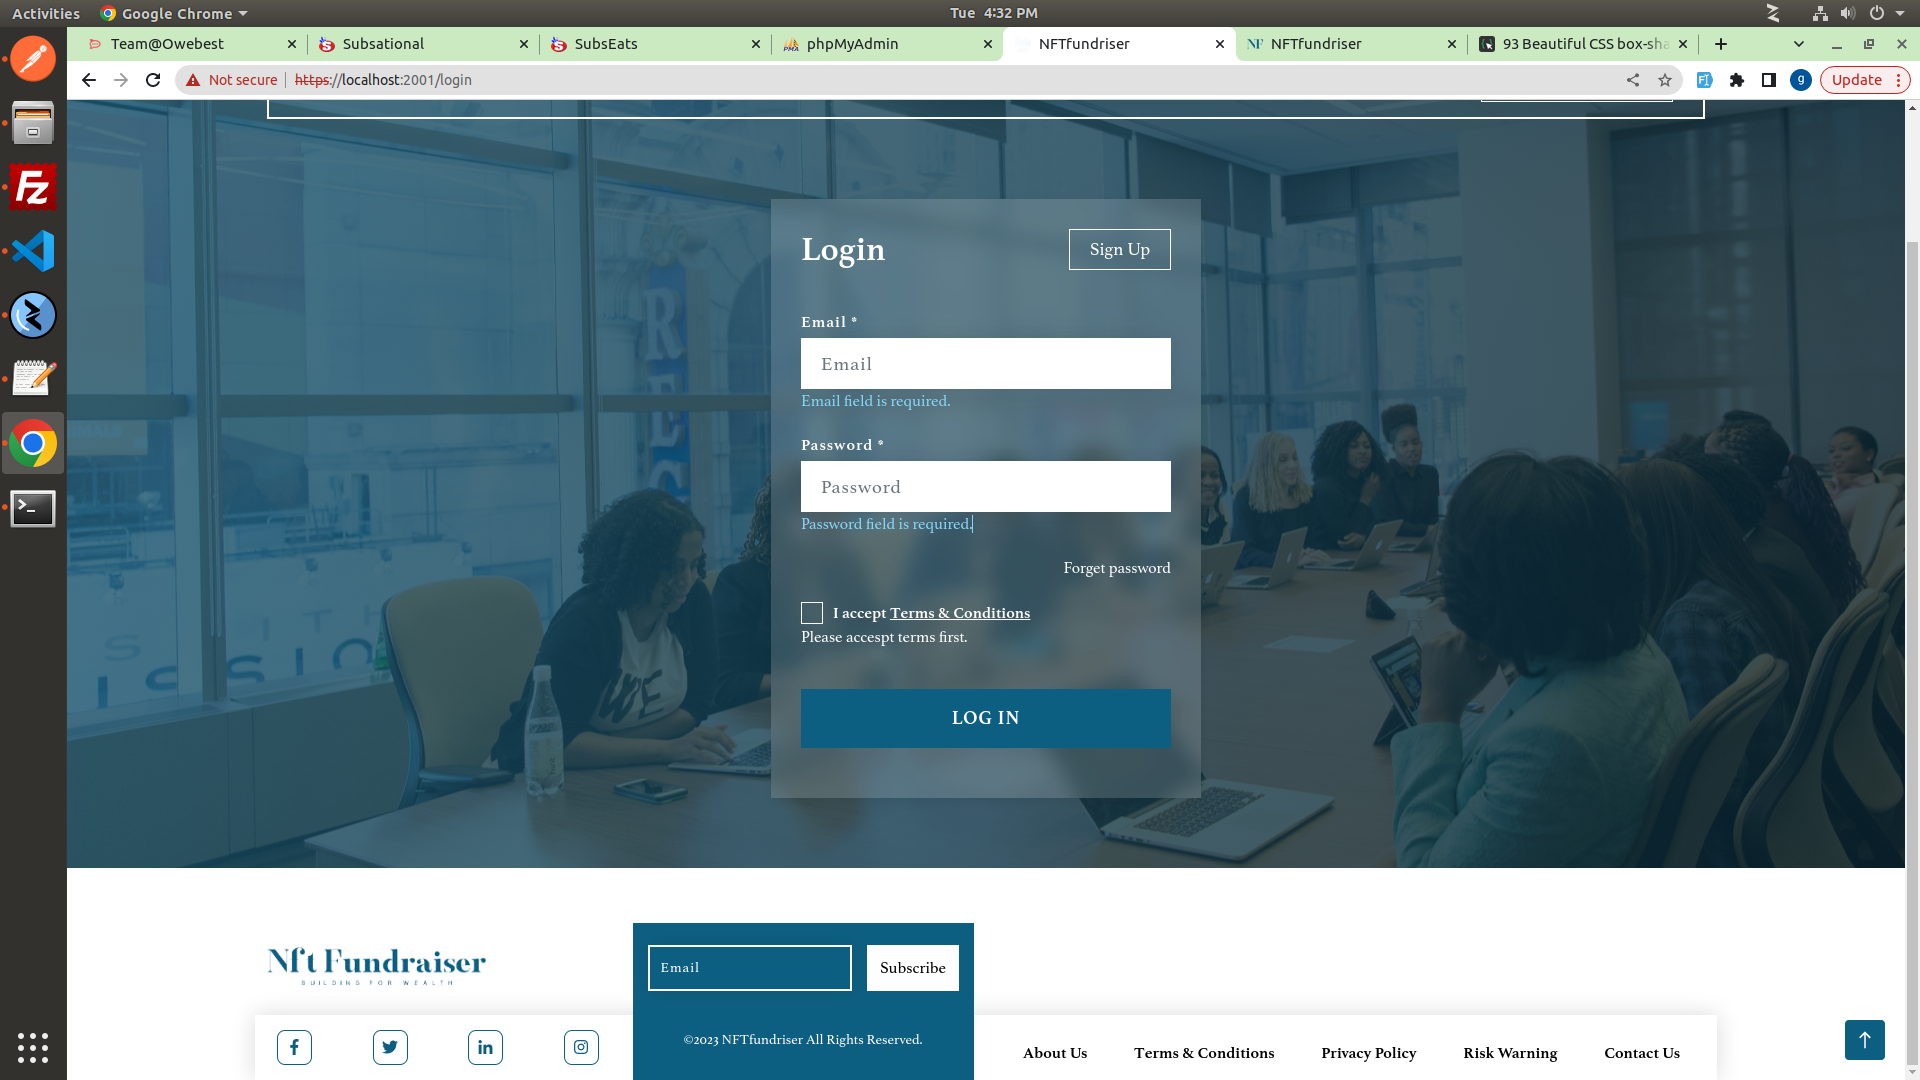 Activities
Google Chrome
Tue 4:32 PM
Team@Owebest
Subsational
SubsEats
phpMyAdmin
NFTfundriser
NFTfundriser
93 Beautiful CSS box-sha
Not secure
https://localhost:2001/login
Update
Login
Sign Up
Email *
Email
Email field is required.
Password *
Password
Password field is required.
Forget password
I accept Terms & Conditions
Please accespt terms first.
LOG IN
Nft Fundraiser
BUILDING FOR WEALTH
Email
Subscribe
©2023 NFTfundriser All Rights Reserved.
About Us
Terms & Conditions
Privacy Policy
Risk Warning
Contact Us